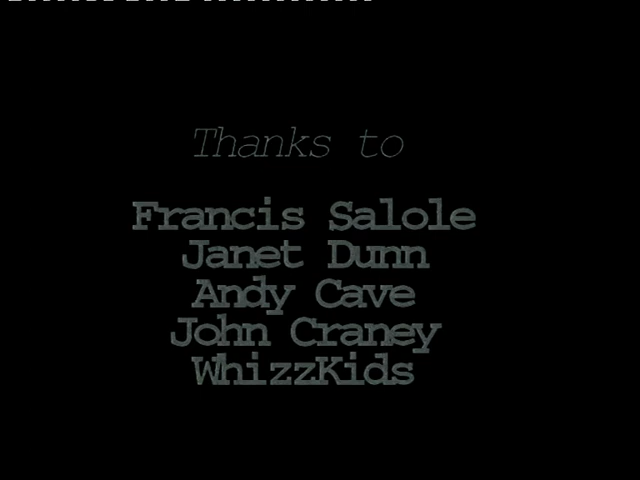 Thanks to
Francis Salole
Janet Dunn
Andy Cave
John Craney
WhizzKids